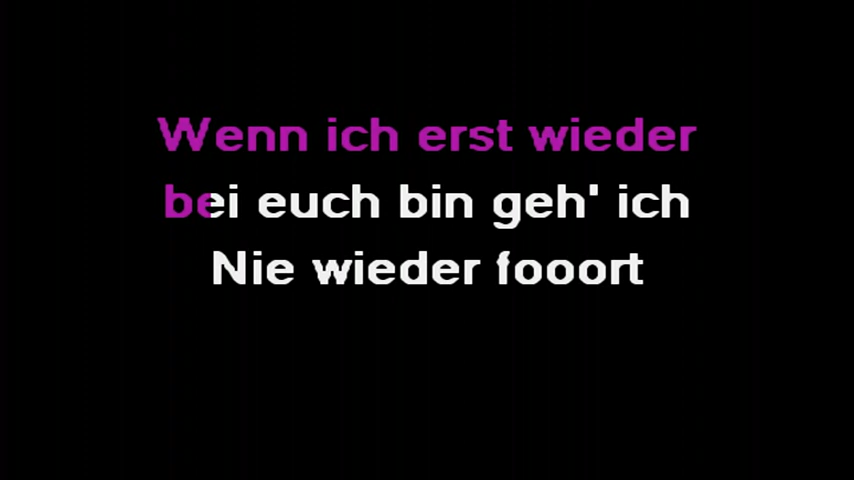 Wenn ich erst wieder
bei euch bin geh' ich
Nie wieder fooort